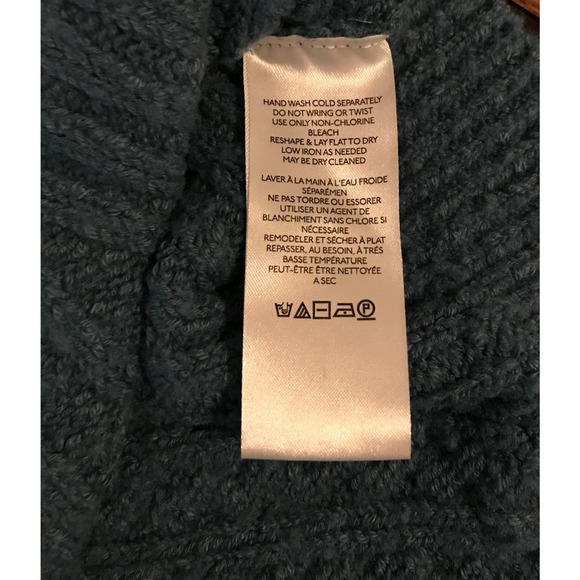 HAND WASH COLD SEPARATELY
DO NOT WRING OR TWIST
USE ONLY NON-CHLORINE
BLEACH
RESHAPE & LAY FLAT TO DRY
LOW IRON AS NEEDED
MAY BE DRY CLEANED
LAVER À LA MAIN À L'EAU FROIDE
SÉPARÉMEN
NE PAS TORDRE OU ESSORER
UTILISER UN AGENT DE
BLANCHIMENT SANS CHLORE SI
NÉCESSAIRE
REMODELER ET SÉCHER À PLAT
REPASSER, AU BESOIN, À TRÉS
BASSE TEMPÉRATURE
PEUT-ÊTRE ÊTRE NETTOYÉE
A SEC
P